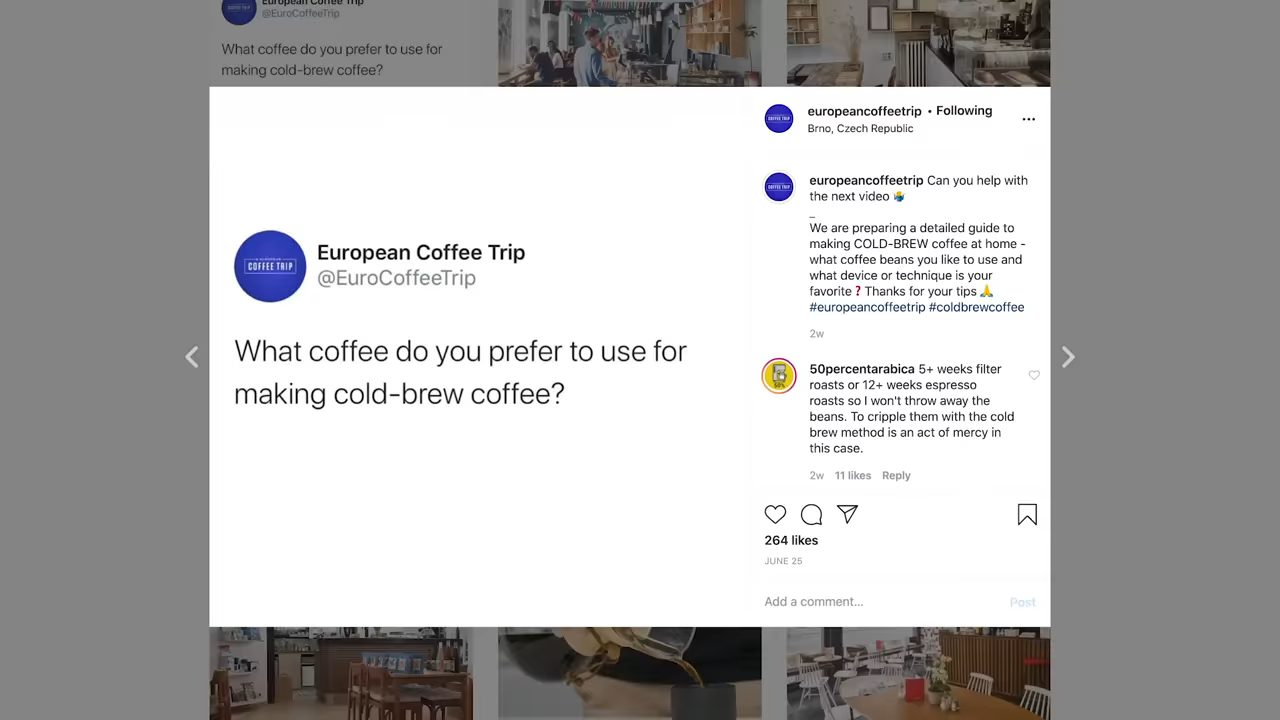 European Coffee Trip
@EuroCoffeeTrip
What coffee do you prefer to use for
making cold-brew coffee?
COFFEE TRIP
European Coffee Trip
@EuroCoffeeTrip
What coffee do you prefer to use for
making cold-brew coffee?
europeancoffeetrip • Following
Brno, Czech Republic
europeancoffeetrip Can you help with
the next video
_
We are preparing a detailed guide to
making COLD-BREW coffee at home -
what coffee beans you like to use and
what device or technique is your
favorite ❓ Thanks for your tips 🙏
#europeancoffeetrip #coldbrewcoffee
2w
50percentarabica 5+ weeks filter
roasts or 12+ weeks espresso
roasts so I won't throw away the
beans. To cripple them with the cold
brew method is an act of mercy in
this case.
2w 11 likes Reply
264 likes
JUNE 25
Add a comment... Post